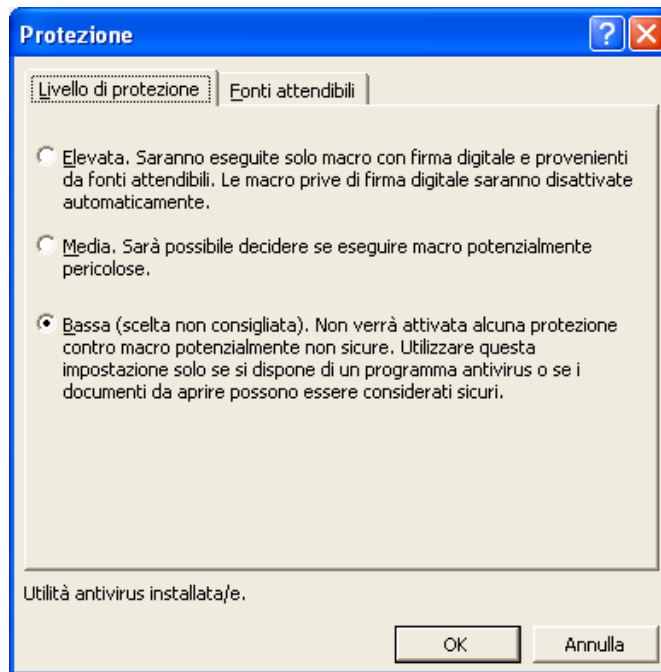 Protezione
Livello di protezione
Fonti attendibili
Elevata. Saranno eseguite solo macro con firma digitale e provenienti
da fonti attendibili. Le macro prive di firma digitale saranno disattivate
automaticamente.
Media. Sarà possibile decidere se eseguire macro potenzialmente
pericolose.
Bassa (scelta non consigliata). Non verrà attivata alcuna protezione
contro macro potenzialmente non sicure. Utilizzare questa
impostazione solo se si dispone di un programma antivirus o se i
documenti da aprire possono essere considerati sicuri.
Utilità antivirus installata/e.
OK
Annulla